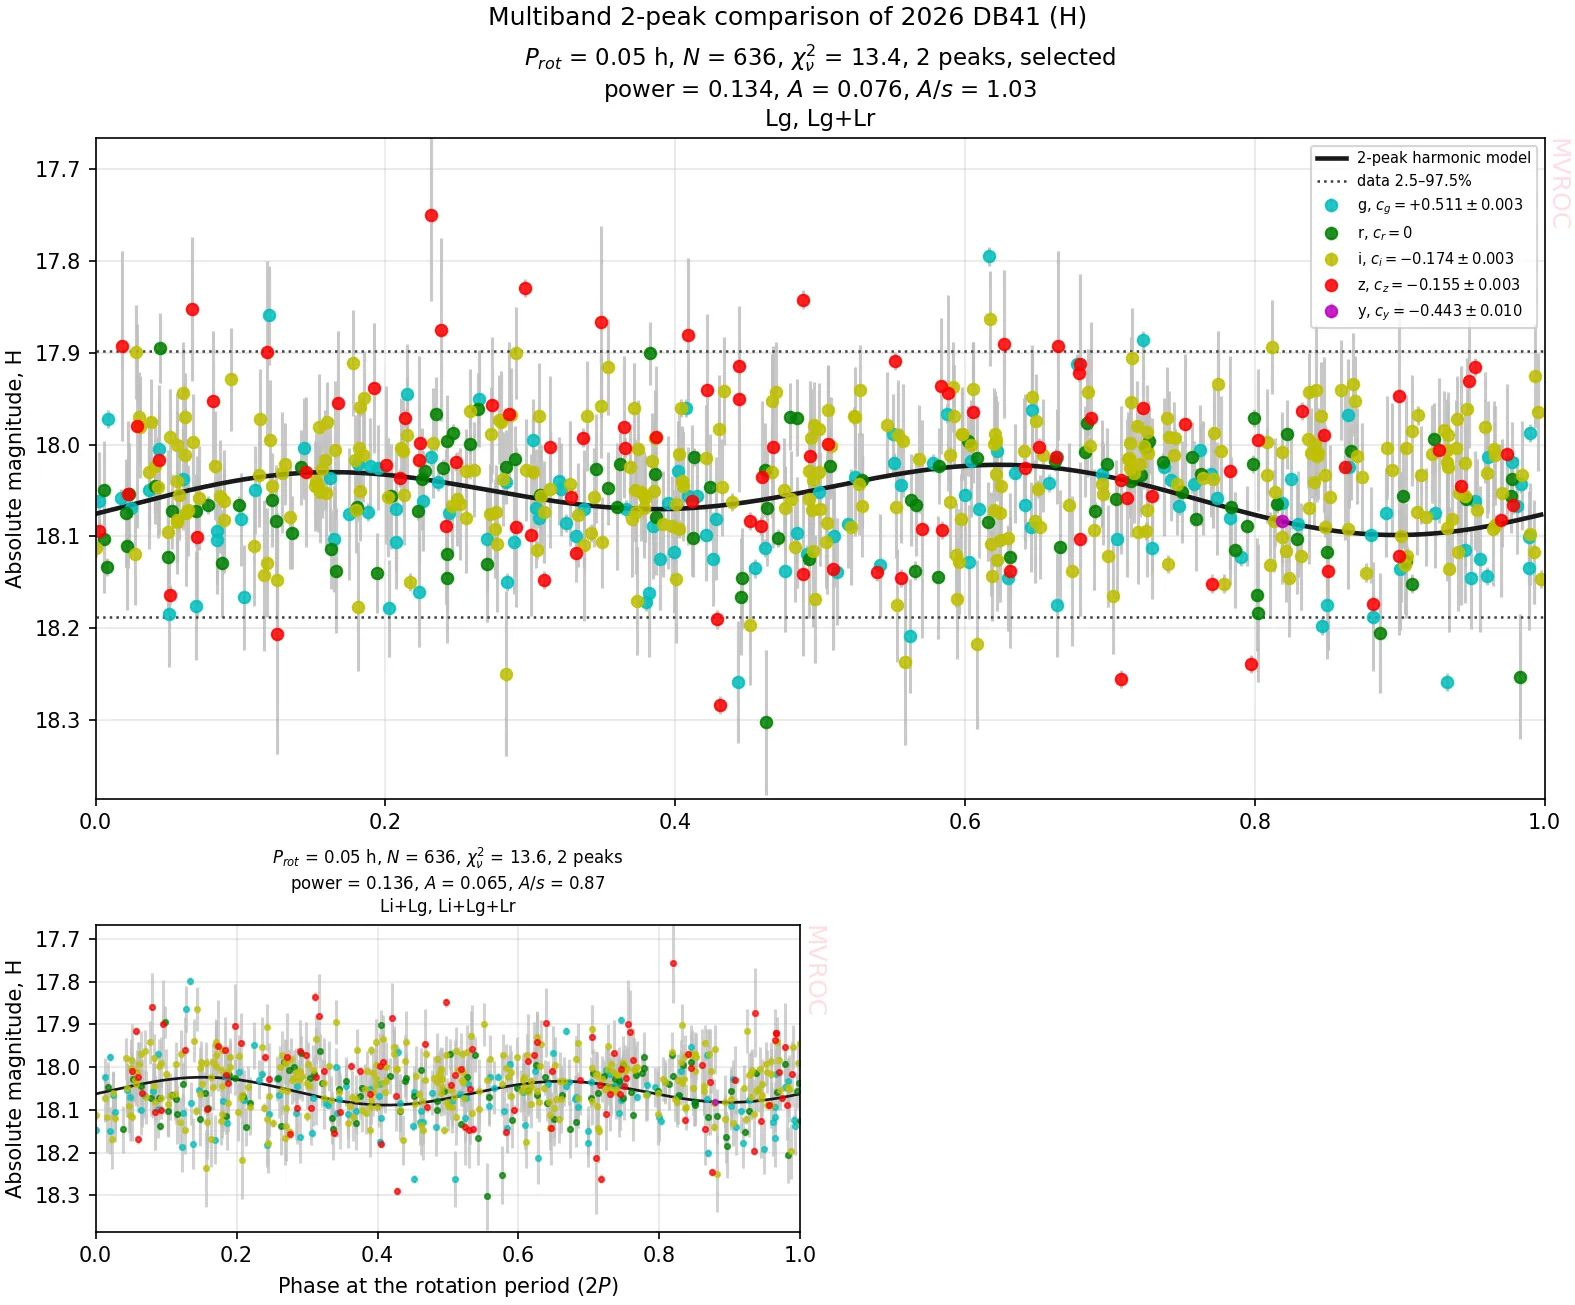 Multiband 2-peak comparison of 2026 DB41 (H)
P_rot = 0.05 h, N = 636, χ²_ν = 13.4, 2 peaks, selected
power = 0.134, A = 0.076, A/s = 1.03
Lg, Lg+Lr
MVROC
2-peak harmonic model
data 2.5–97.5%
g, c_g = +0.511 ± 0.003
r, c_r = 0
i, c_i = −0.174 ± 0.003
z, c_z = −0.155 ± 0.003
y, c_y = −0.443 ± 0.010
Absolute magnitude, H
17.7
17.8
17.9
18.0
18.1
18.2
18.3
0.0 0.2 0.4 0.6 0.8 1.0
P_rot = 0.05 h, N = 636, χ²_ν = 13.6, 2 peaks
power = 0.136, A = 0.065, A/s = 0.87
Li+Lg, Li+Lg+Lr
MVROC
Absolute magnitude, H
17.7
17.8
17.9
18.0
18.1
18.2
18.3
0.0 0.2 0.4 0.6 0.8 1.0
Phase at the rotation period (2P)